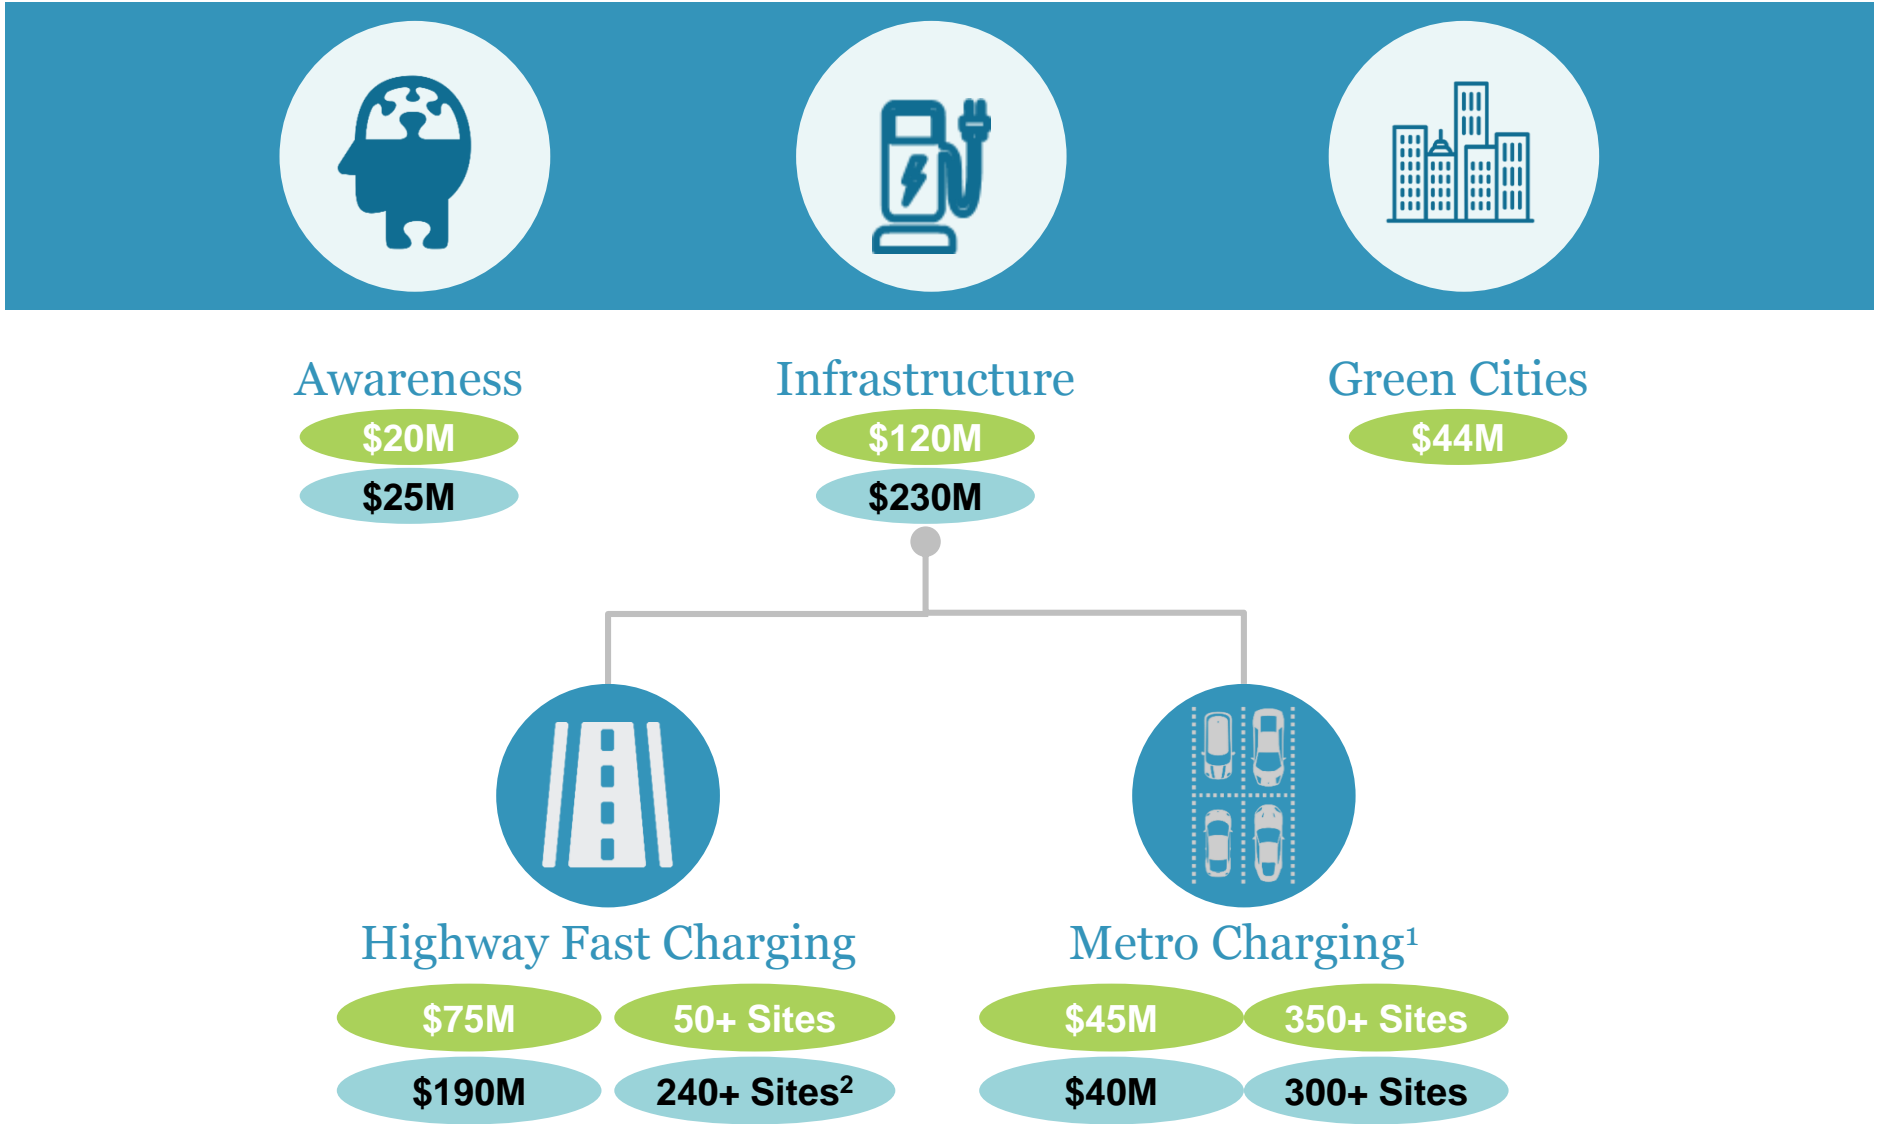 Awareness
$20M
$25M
Infrastructure
$120M
$230M
Green Cities
$44M
Highway Fast Charging
$75M 50+ Sites
$190M 240+ Sites²
Metro Charging¹
$45M 350+ Sites
$40M 300+ Sites